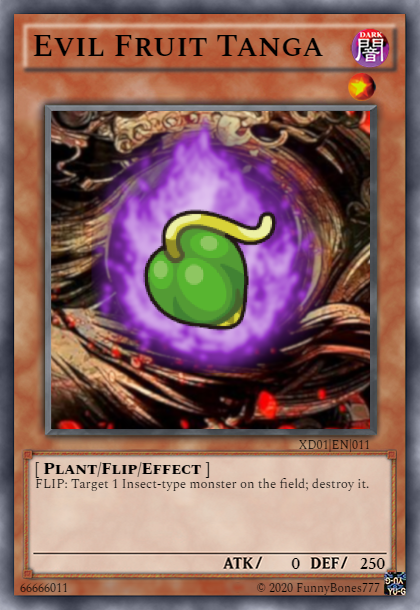 Evil Fruit Tanga
DARK
闇
XD01|EN|011
[ Plant/Flip/Effect ]
FLIP: Target 1 Insect-type monster on the field; destroy it.
ATK/ 0 DEF/ 250
66666011 © 2020 FunnyBones777